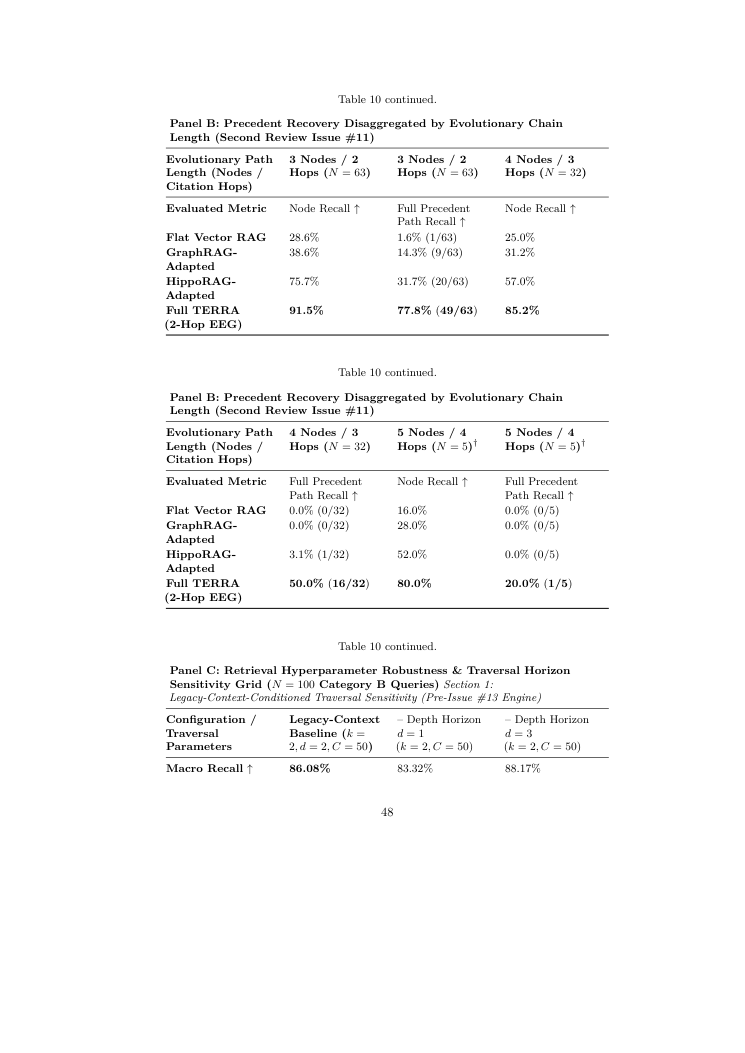 Table 10 continued.
Panel B: Precedent Recovery Disaggregated by Evolutionary Chain
Length (Second Review Issue #11)
Evolutionary Path 3 Nodes / 2 3 Nodes / 2 4 Nodes / 3
Length (Nodes / Hops (N = 63) Hops (N = 63) Hops (N = 32)
Citation Hops)
Evaluated Metric Node Recall ↑ Full Precedent Node Recall ↑
Path Recall ↑
Flat Vector RAG 28.6% 1.6% (1/63) 25.0%
GraphRAG- 38.6% 14.3% (9/63) 31.2%
Adapted
HippoRAG- 75.7% 31.7% (20/63) 57.0%
Adapted
Full TERRA 91.5% 77.8% (49/63) 85.2%
(2-Hop EEG)
Table 10 continued.
Panel B: Precedent Recovery Disaggregated by Evolutionary Chain
Length (Second Review Issue #11)
Evolutionary Path 4 Nodes / 3 5 Nodes / 4 5 Nodes / 4
Length (Nodes / Hops (N = 32) Hops (N = 5)† Hops (N = 5)†
Citation Hops)
Evaluated Metric Full Precedent Node Recall ↑ Full Precedent
Path Recall ↑ Path Recall ↑
Flat Vector RAG 0.0% (0/32) 16.0% 0.0% (0/5)
GraphRAG- 0.0% (0/32) 28.0% 0.0% (0/5)
Adapted
HippoRAG- 3.1% (1/32) 52.0% 0.0% (0/5)
Adapted
Full TERRA 50.0% (16/32) 80.0% 20.0% (1/5)
(2-Hop EEG)
Table 10 continued.
Panel C: Retrieval Hyperparameter Robustness & Traversal Horizon
Sensitivity Grid (N = 100 Category B Queries) Section 1:
Legacy-Context-Conditioned Traversal Sensitivity (Pre-Issue #13 Engine)
Configuration / Legacy-Context – Depth Horizon – Depth Horizon
Traversal Baseline (k = d = 1 d = 3
Parameters 2, d = 2, C = 50) (k = 2, C = 50) (k = 2, C = 50)
Macro Recall ↑ 86.08% 83.32% 88.17%
48